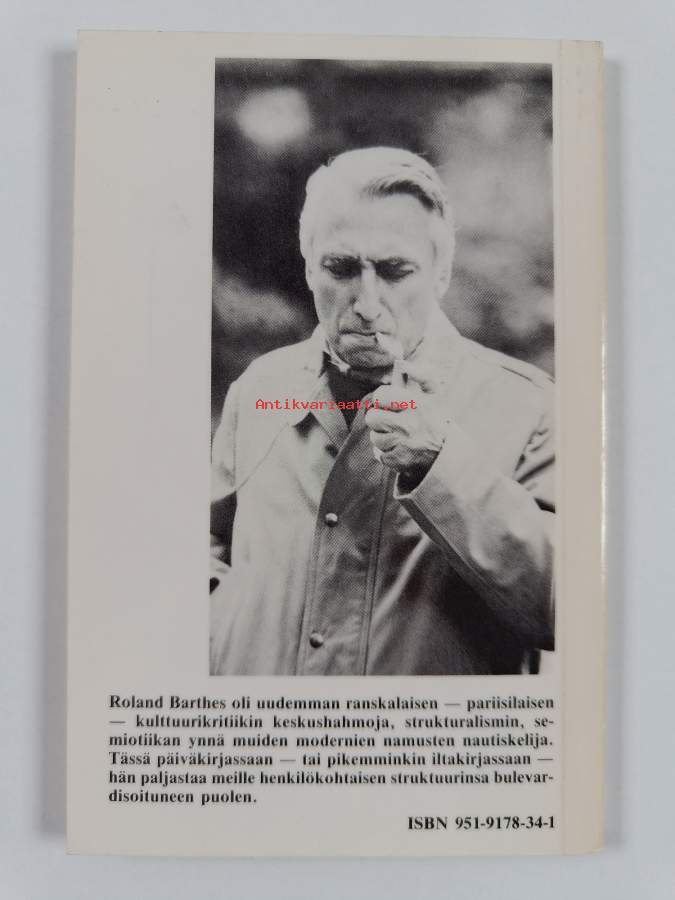 Antikvariaatti.net
Roland Barthes oli uudemman ranskalaisen — pariisilaisen
— kulttuurikritiikin keskushahmoja, strukturalismin, se-
miotiikan ynnä muiden modernien namusten nautiskelija.
Tässä päiväkirjassaan — tai pikemminkin iltakirjassaan —
hän paljastaa meille henkilökohtaisen struktuurinsa bulevar-
disoituneen puolen.
ISBN 951-9178-34-1